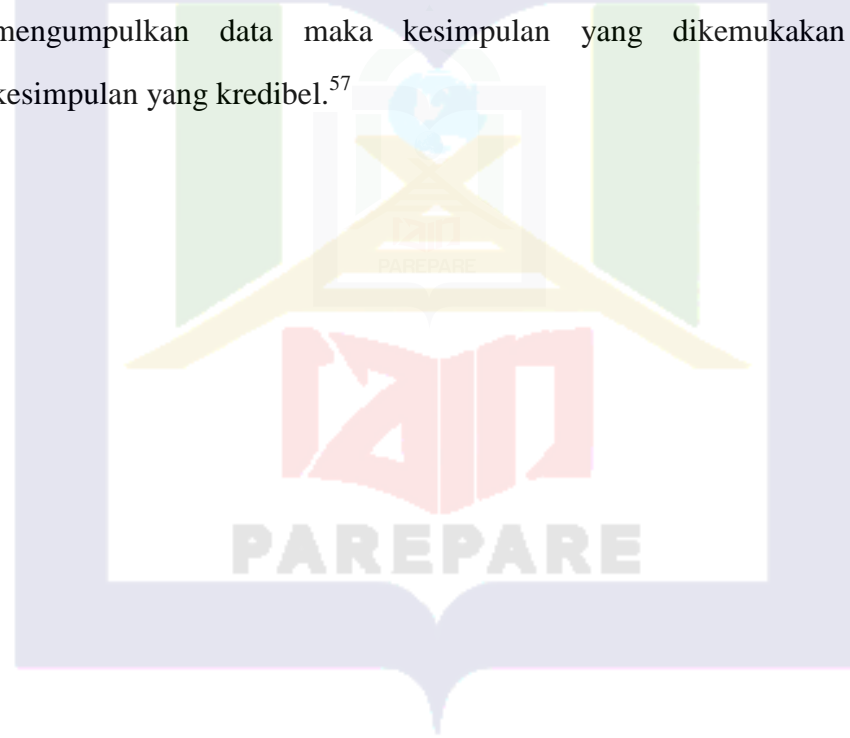 mengumpulkan data maka kesimpulan yang dikemukakan
kesimpulan yang kredibel.57
PAREPARE
PAREPARE